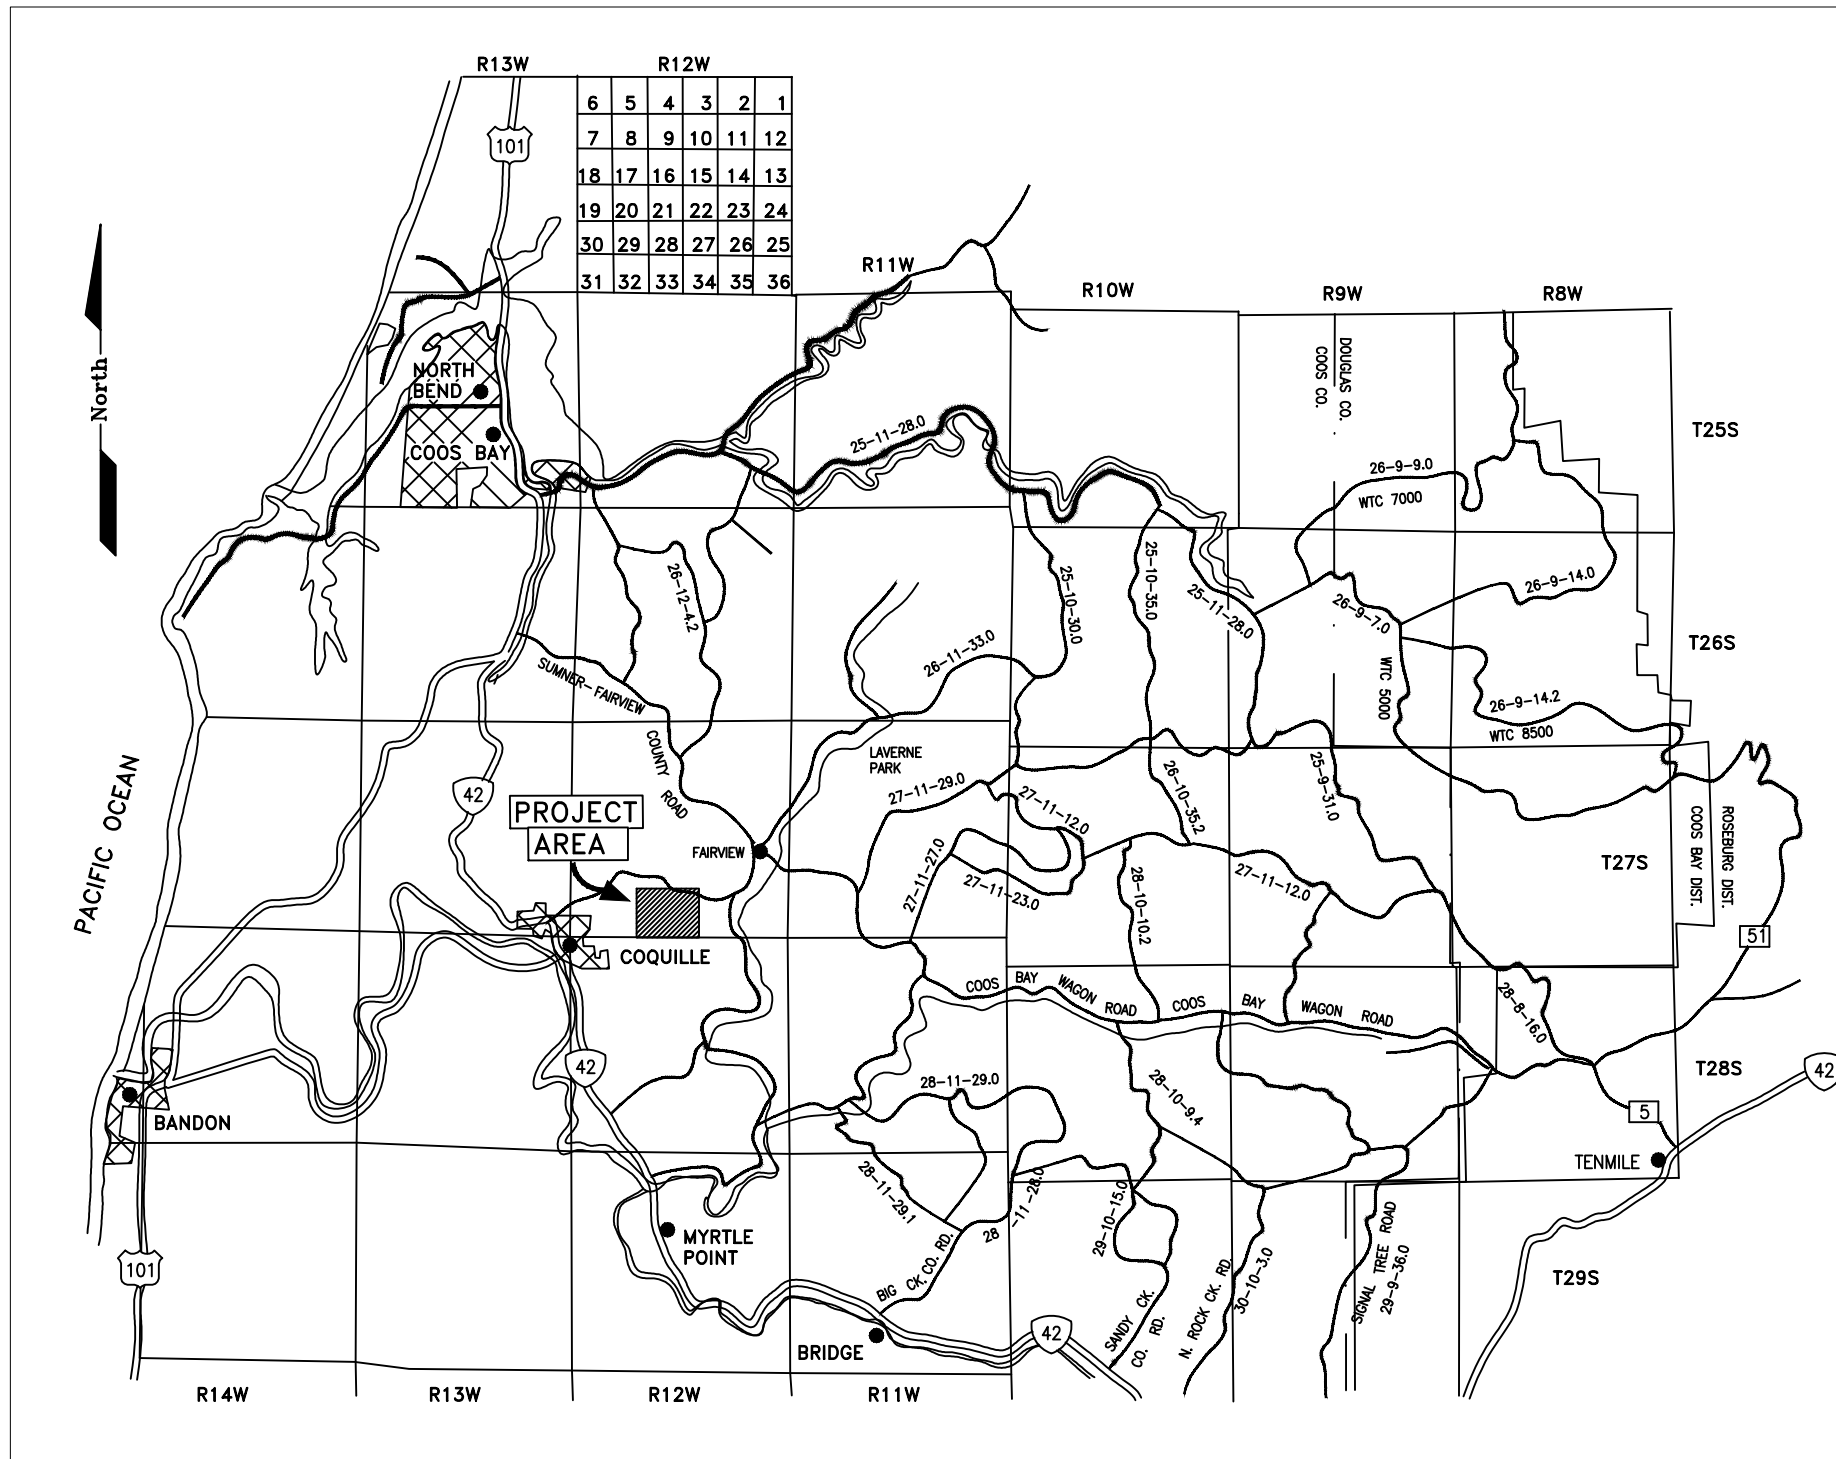 R13W
R12W
6 5 4 3 2 1
7 8 9 10 11 12
18 17 16 15 14 13
19 20 21 22 23 24
30 29 28 27 26 25
31 32 33 34 35 36
101
North
R11W
R10W
R9W
R8W
DOUGLAS CO.
COOS CO.
NORTH
BEND
COOS BAY
25-11-28.0
26-9-9.0
WTC 7000
T25S
26-12-4.2
25-10-30.0
25-10-35.0
25-11-28.0
26-9-7.0
26-9-14.0
T26S
SUMNER-FAIRVIEW
COUNTY
ROAD
26-11-33.0
WTC 5000
26-9-14.2
WTC 8500
PACIFIC OCEAN
42
LAVERNE
PARK
27-11-29.0
27-11-12.0
26-10-35.2
25-9-31.0
ROSEBURG DIST.
COOS BAY DIST.
PROJECT
AREA
FAIRVIEW
27-11-27.0
27-11-23.0
28-10-10.2
27-11-12.0
T27S
51
COQUILLE
COOS BAY WAGON ROAD COOS BAY WAGON ROAD
28-8-16.0
42
28-11-29.0
28-10-9.4
T28S
42
5
BANDON
TENMILE
28-11-29.1
28-11-28.0
29-10-15.0
MYRTLE
POINT
BIG CK. CO. RD.
SANDY CK.
CO. RD.
N. ROCK CK. RD.
30-10-3.0
SIGNAL TREE ROAD
29-9-36.0
T29S
101
42
BRIDGE
R14W
R13W
R12W
R11W